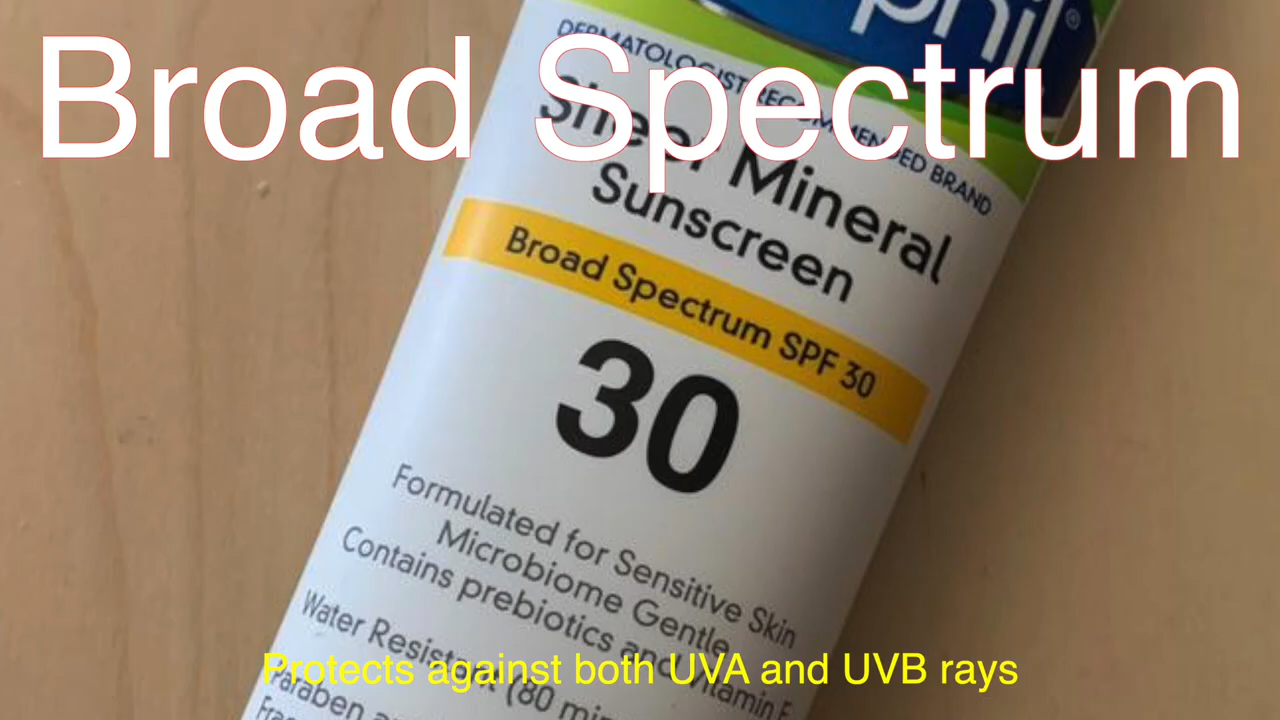 Broad Spectrum
phil®
DERMATOLOGIST RECOMMENDED BRAND
Sheer Mineral
Sunscreen
Broad Spectrum SPF 30
30
Formulated for Sensitive Skin
Microbiome Gentle
Contains prebiotics and Vitamin E
Water Resistant (80 min
Protects against both UVA and UVB rays
Paraben